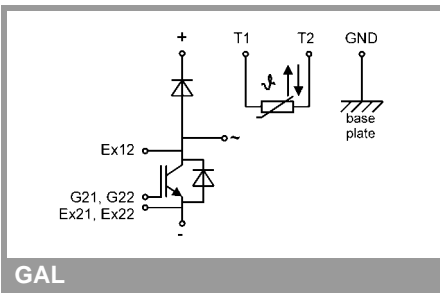 + T1 T2 GND
ϑ
base
plate
~
Ex12
G21, G22
Ex21, Ex22
-
GAL